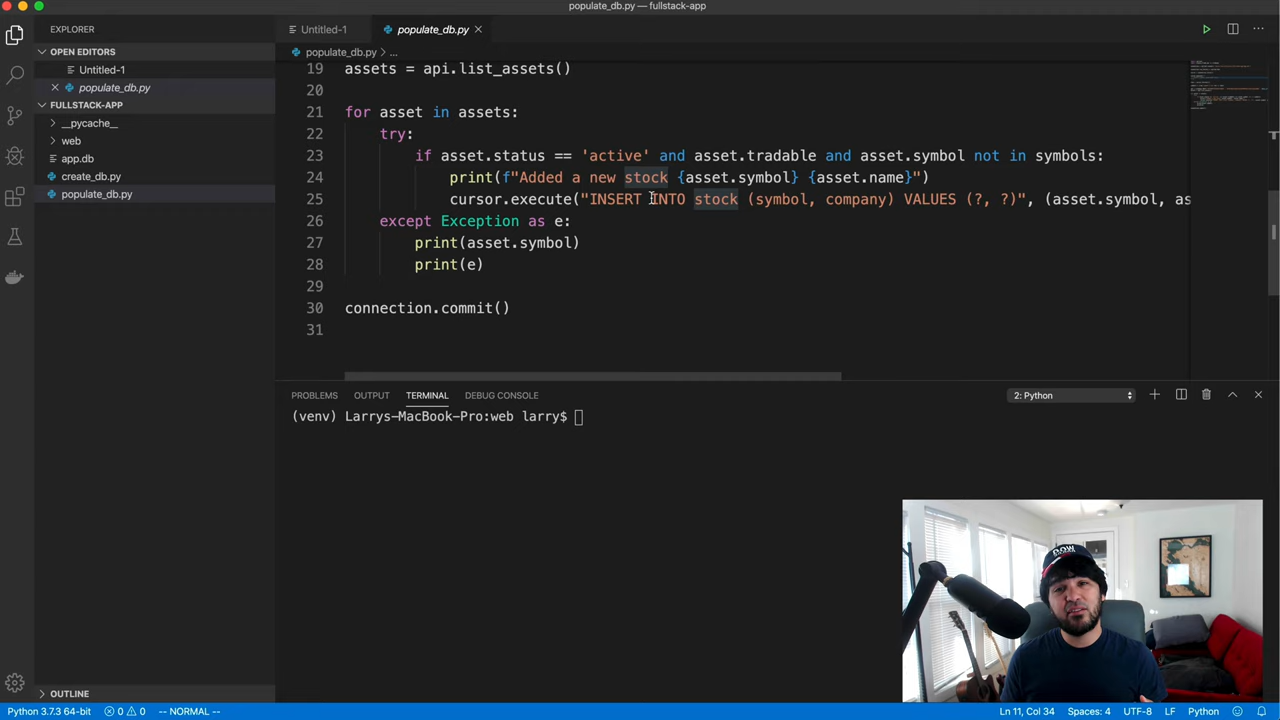 populate_db.py — fullstack-app
EXPLORER
OPEN EDITORS
Untitled-1
populate_db.py
FULLSTACK-APP
__pycache__
web
app.db
create_db.py
populate_db.py
OUTLINE
Untitled-1
populate_db.py
populate_db.py > ...
19 assets = api.list_assets()
20
21 for asset in assets:
22 try:
23 if asset.status == 'active' and asset.tradable and asset.symbol not in symbols:
24 print(f"Added a new stock {asset.symbol} {asset.name}")
25 cursor.execute("INSERT INTO stock (symbol, company) VALUES (?, ?)", (asset.symbol, as
26 except Exception as e:
27 print(asset.symbol)
28 print(e)
29
30 connection.commit()
31
PROBLEMS OUTPUT TERMINAL DEBUG CONSOLE
2: Python
(venv) Larrys-MacBook-Pro:web larry$
Python 3.7.3 64-bit 0 0 -- NORMAL -- Ln 11, Col 34 Spaces: 4 UTF-8 LF Python